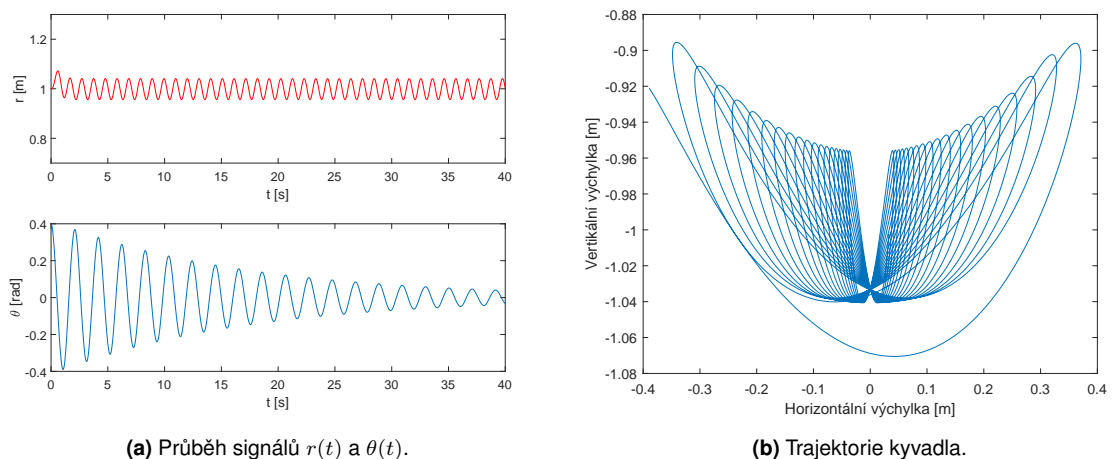 1.2
1
0.8
r [m]
0 5 10 15 20 25 30 35 40
t [s]
0.4
0.2
0
-0.2
-0.4
θ [rad]
0 5 10 15 20 25 30 35 40
t [s]
(a) Průběh signálů r(t) a θ(t).
-0.88
-0.9
-0.92
-0.94
-0.96
-0.98
-1
-1.02
-1.04
-1.06
-1.08
Vertikální výchylka [m]
-0.4 -0.3 -0.2 -0.1 0 0.1 0.2 0.3 0.4
Horizontální výchylka [m]
(b) Trajektorie kyvadla.